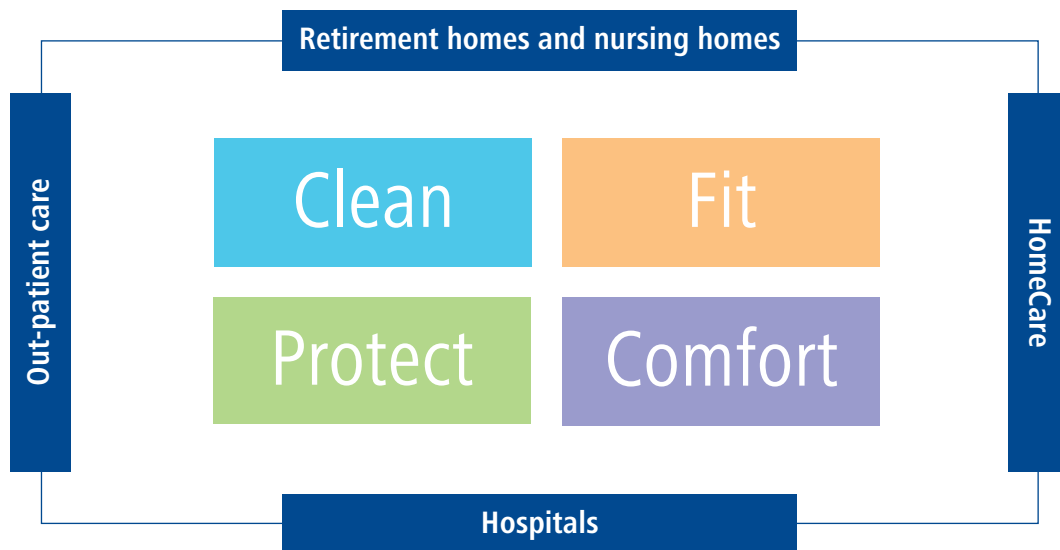 Retirement homes and nursing homes
Out-patient care
Clean
Fit
Protect
Comfort
HomeCare
Hospitals